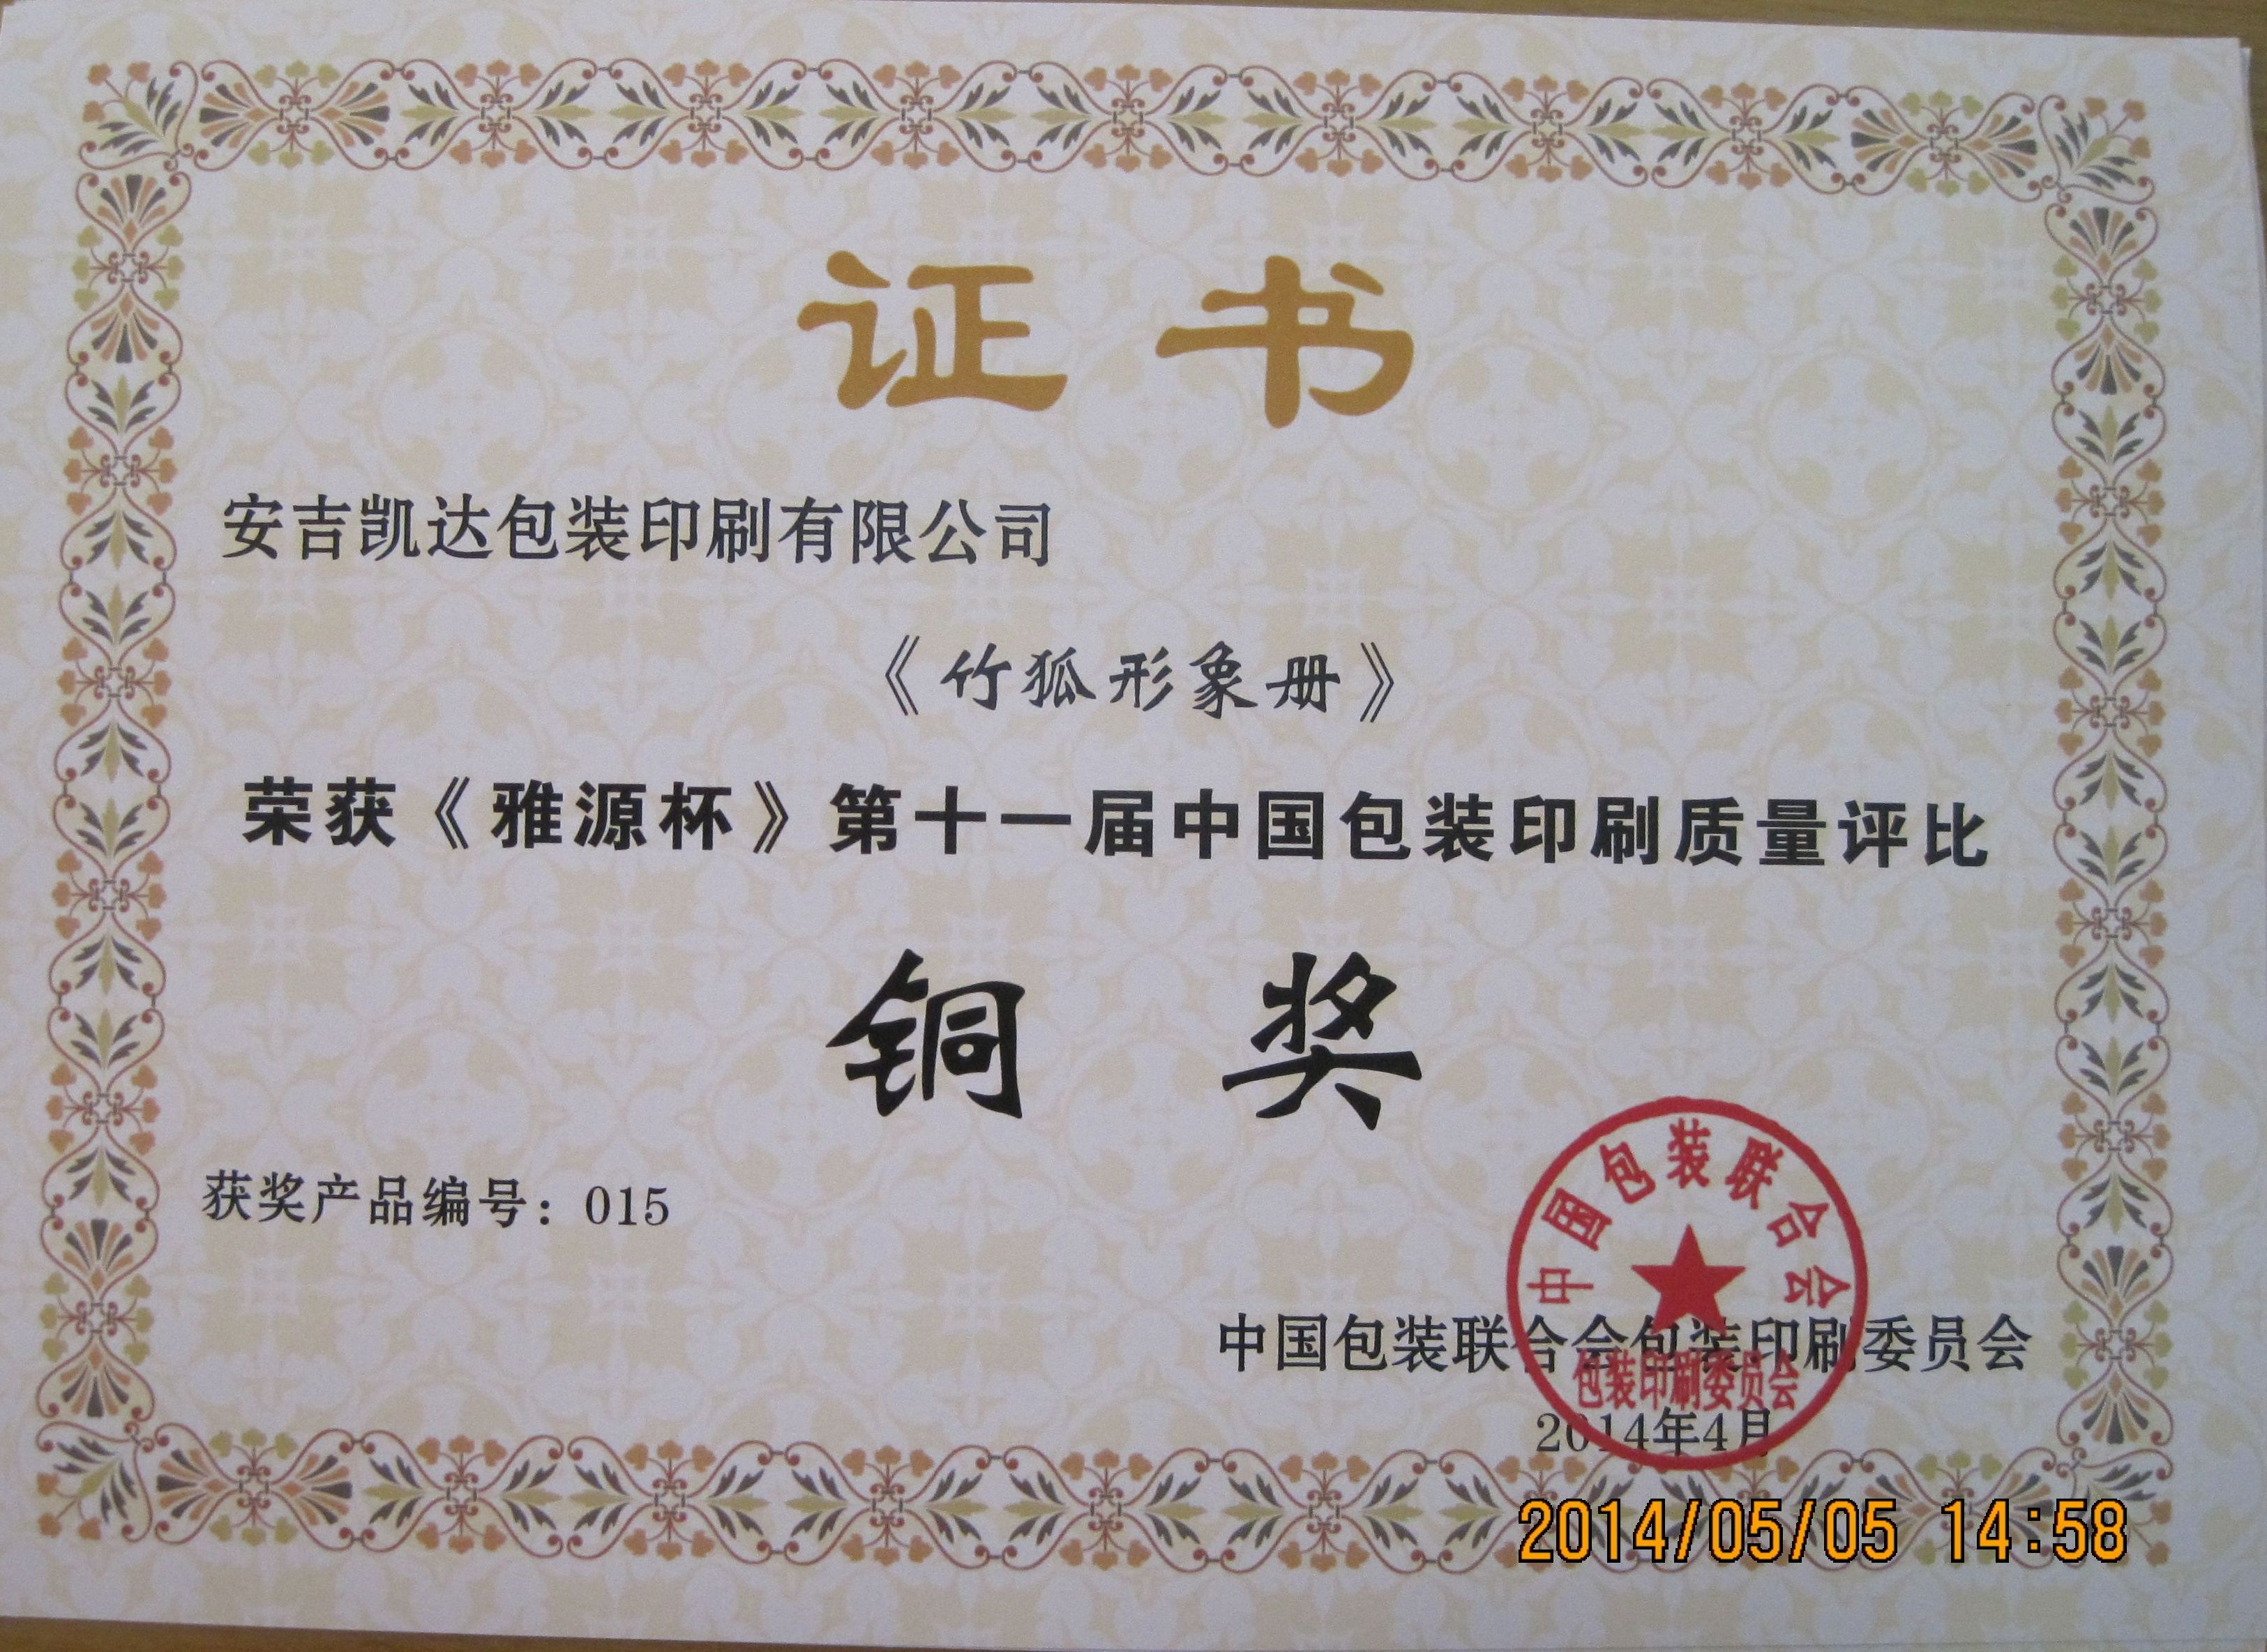 证书
安吉凯达包装印刷有限公司
《竹狐形象册》
荣获《雅源杯》第十一届中国包装印刷质量评比
铜奖
获奖产品编号：015
中国包装联合会
中国包装联合会包装印刷委员会
包装印刷委员会
2014年4月
2014/05/05 14:58